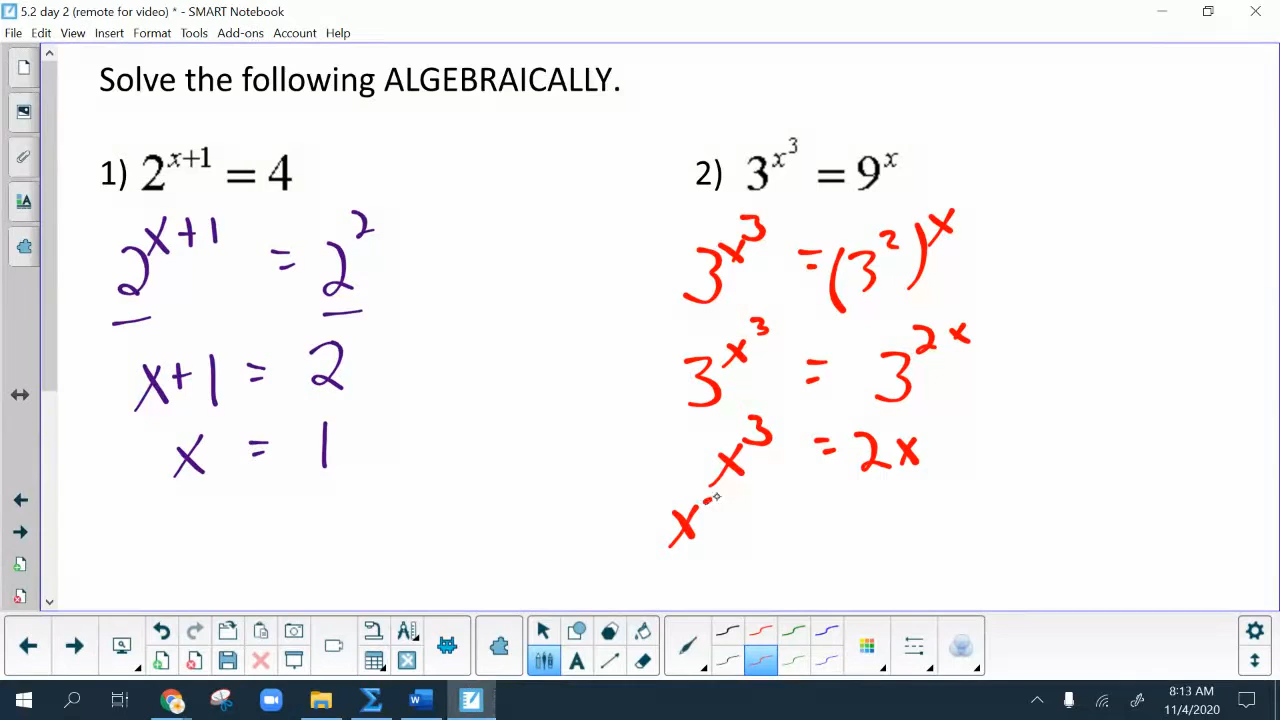 5.2 day 2 (remote for video) * - SMART Notebook
File Edit View Insert Format Tools Add-ons Account Help
Solve the following ALGEBRAICALLY.
1) 2^{x+1} = 4
2^{x+1} = 2^2
x+1 = 2
x = 1
2) 3^{x^3} = 9^x
3^{x^3} = (3^2)^x
3^{x^3} = 3^{2x}
x^3 = 2x
x
8:13 AM
11/4/2020